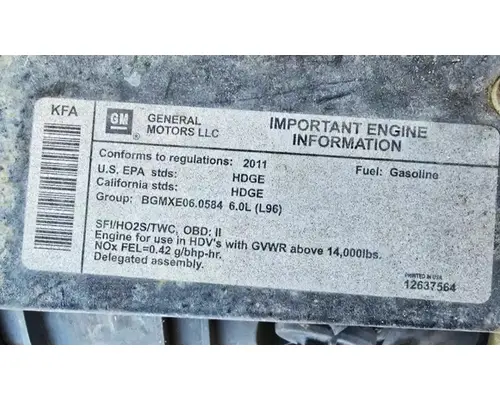 KFA
GM
GENERAL
MOTORS LLC
IMPORTANT ENGINE
INFORMATION
Conforms to regulations: 2011
U.S. EPA stds: HDGE
Fuel: Gasoline
California stds: HDGE
Group: BGMXE06.0584 6.0L (L96)
SFI/HO2S/TWC, OBD: II
Engine for use in HDV's with GVWR above 14,000lbs.
NOx FEL=0.42 g/bhp-hr.
Delegated assembly.
PRINTED IN USA
12637564